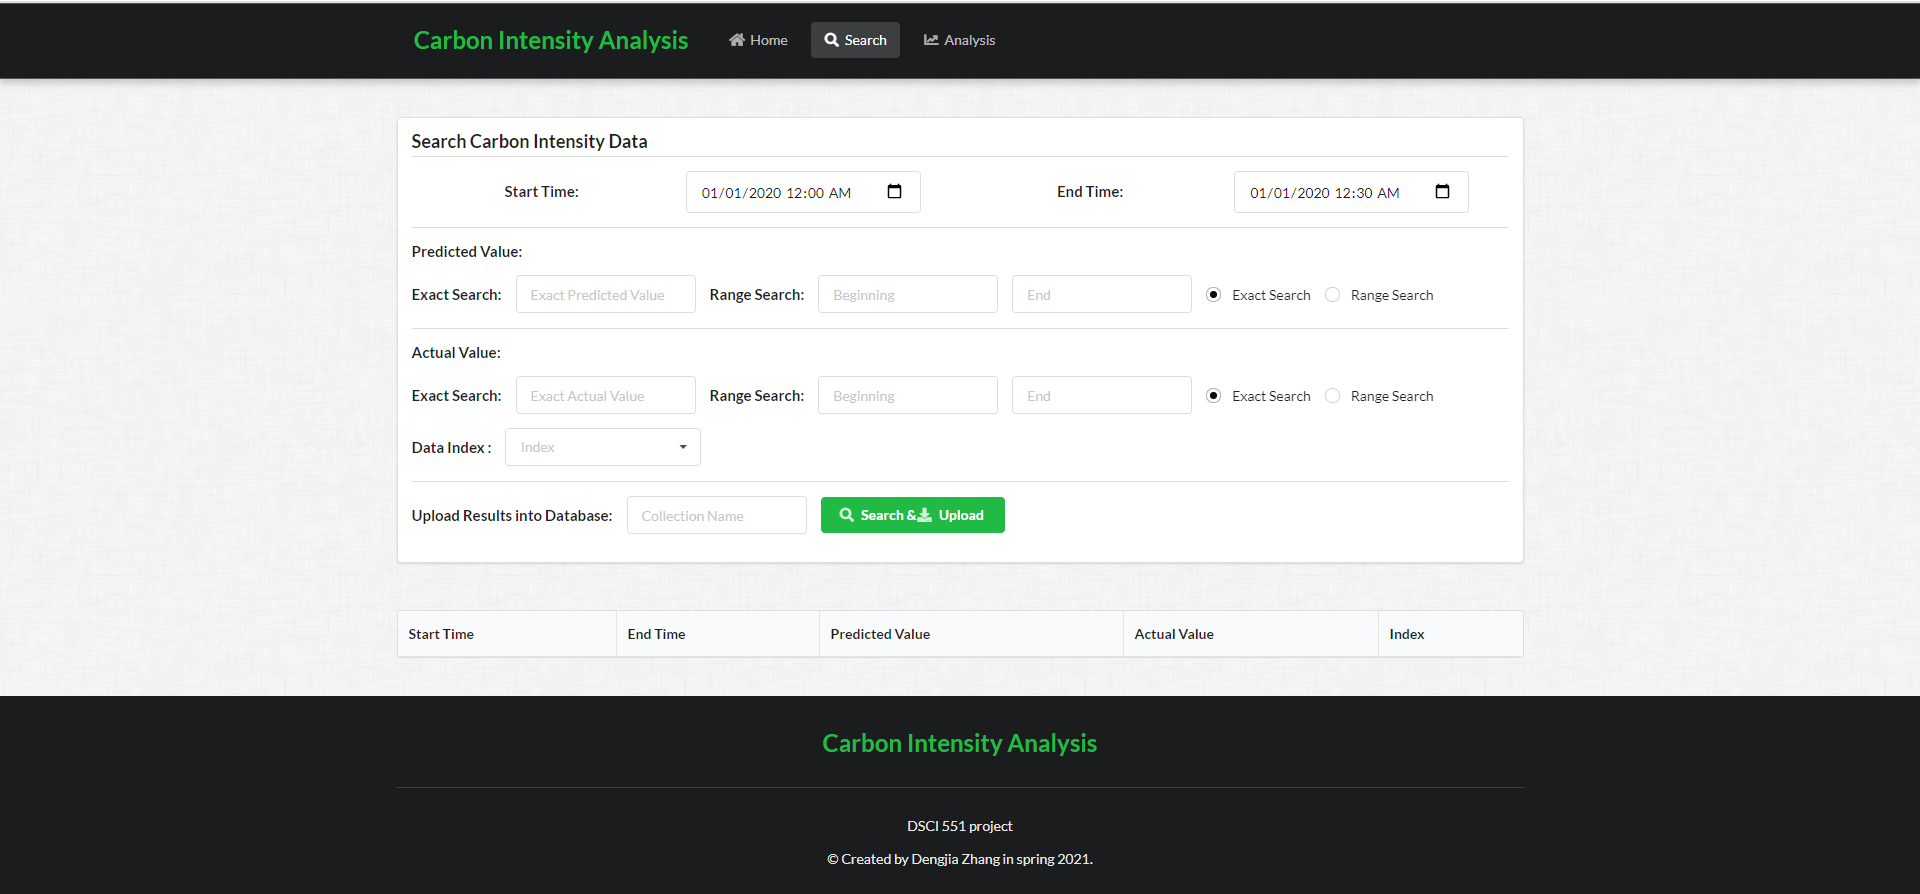 Carbon Intensity Analysis Home Search Analysis
Search Carbon Intensity Data
Start Time: 01/01/2020 12:00 AM End Time: 01/01/2020 12:30 AM
Predicted Value:
Exact Search: Exact Predicted Value Range Search: Beginning End Exact Search Range Search
Actual Value:
Exact Search: Exact Actual Value Range Search: Beginning End Exact Search Range Search
Data Index : Index
Upload Results into Database: Collection Name Search & Upload
Start Time End Time Predicted Value Actual Value Index
Carbon Intensity Analysis
DSCI 551 project
© Created by Dengjia Zhang in spring 2021.